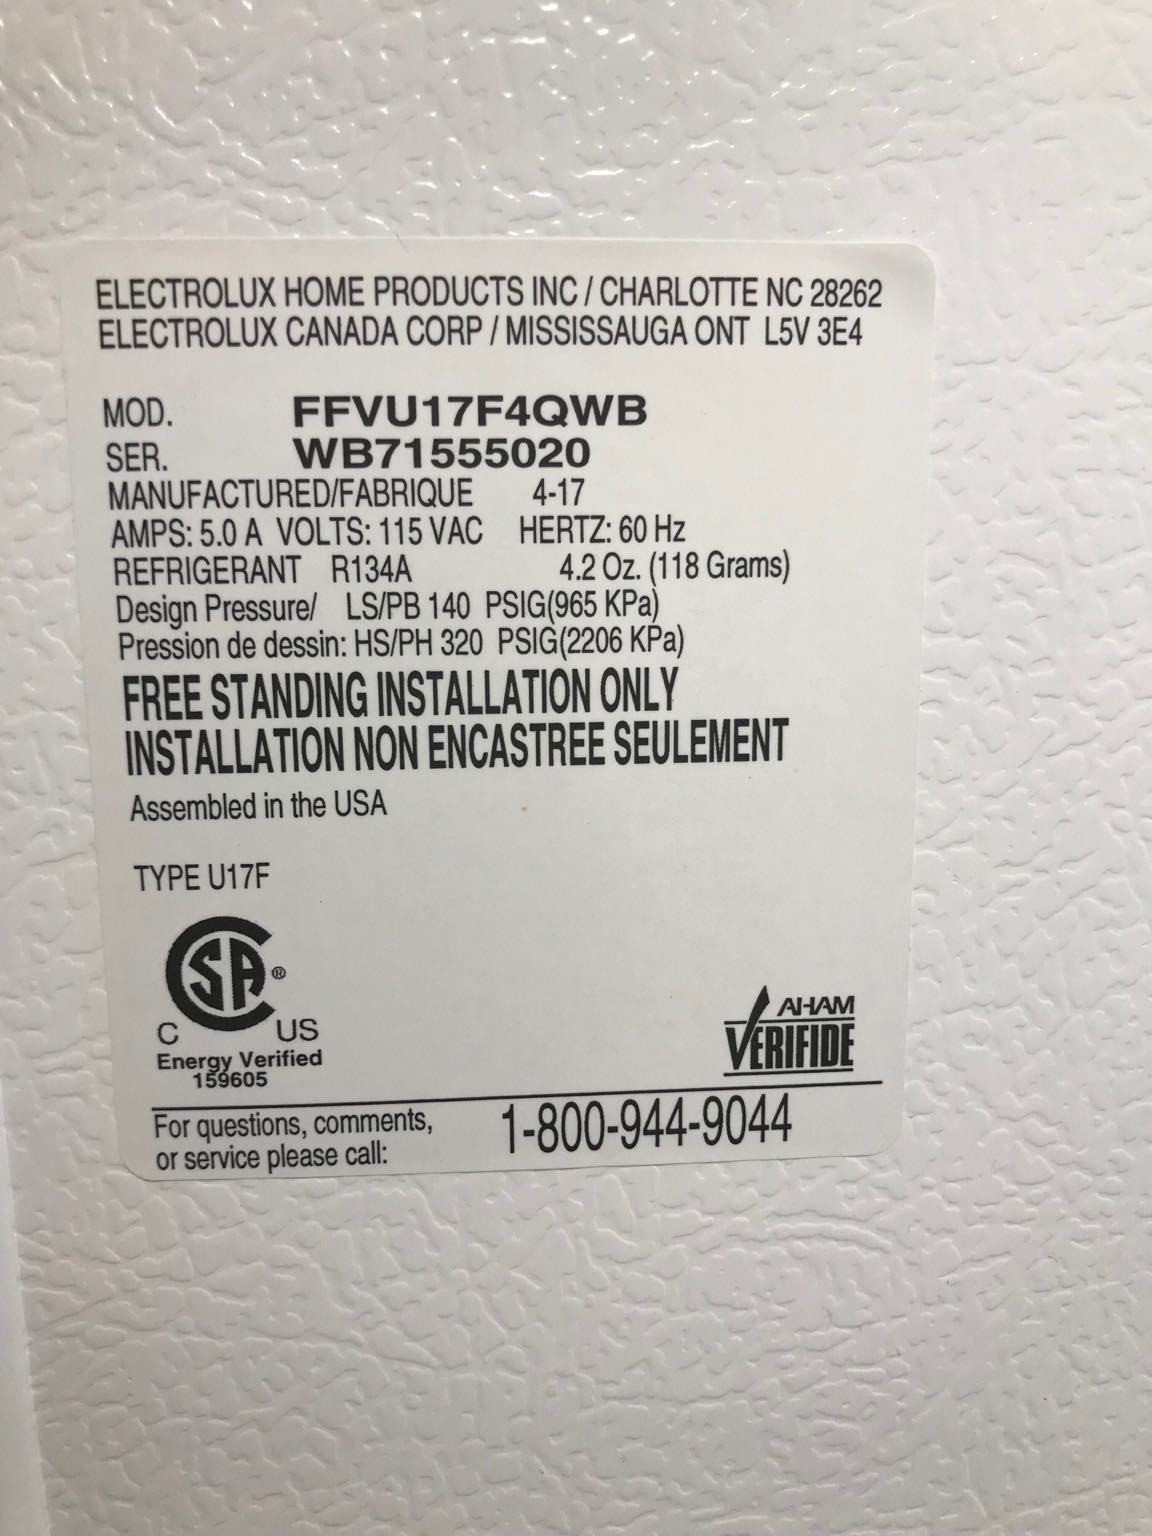 ELECTROLUX HOME PRODUCTS INC / CHARLOTTE NC 28262
ELECTROLUX CANADA CORP / MISSISSAUGA ONT L5V 3E4
MOD. FFVU17F4QWB
SER. WB71555020
MANUFACTURED/FABRIQUE 4-17
AMPS: 5.0 A VOLTS: 115 VAC HERTZ: 60 Hz
REFRIGERANT R134A 4.2 Oz. (118 Grams)
Design Pressure/ LS/PB 140 PSIG(965 KPa)
Pression de dessin: HS/PH 320 PSIG(2206 KPa)
FREE STANDING INSTALLATION ONLY
INSTALLATION NON ENCASTREE SEULEMENT
Assembled in the USA
TYPE U17F
SA ®
C US
Energy Verified
159605
AHAM
VERIFIDE
For questions, comments,
or service please call: 1-800-944-9044